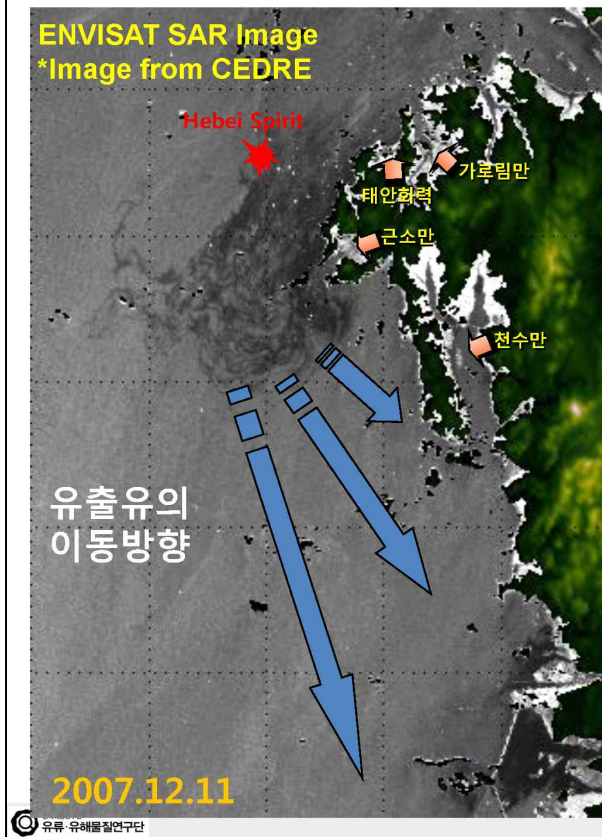 ENVISAT SAR Image
*Image from CEDRE
Hebei Spirit
가로림만
태안화력
근소만
천수만
유출유의
이동방향
2007.12.11
유류·유해물질연구단